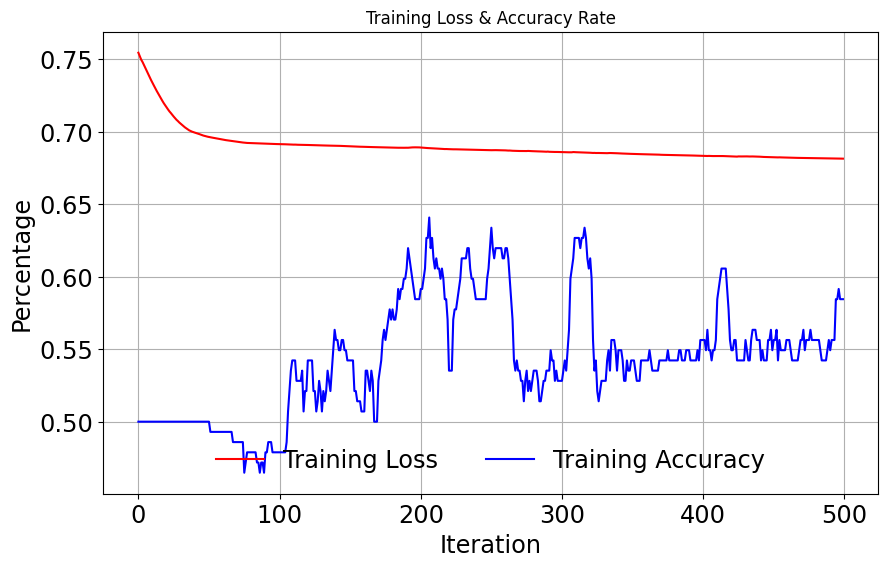 Training Loss & Accuracy Rate
Percentage
0.75
0.70
0.65
0.60
0.55
0.50
Training Loss Training Accuracy
0 100 200 300 400 500
Iteration